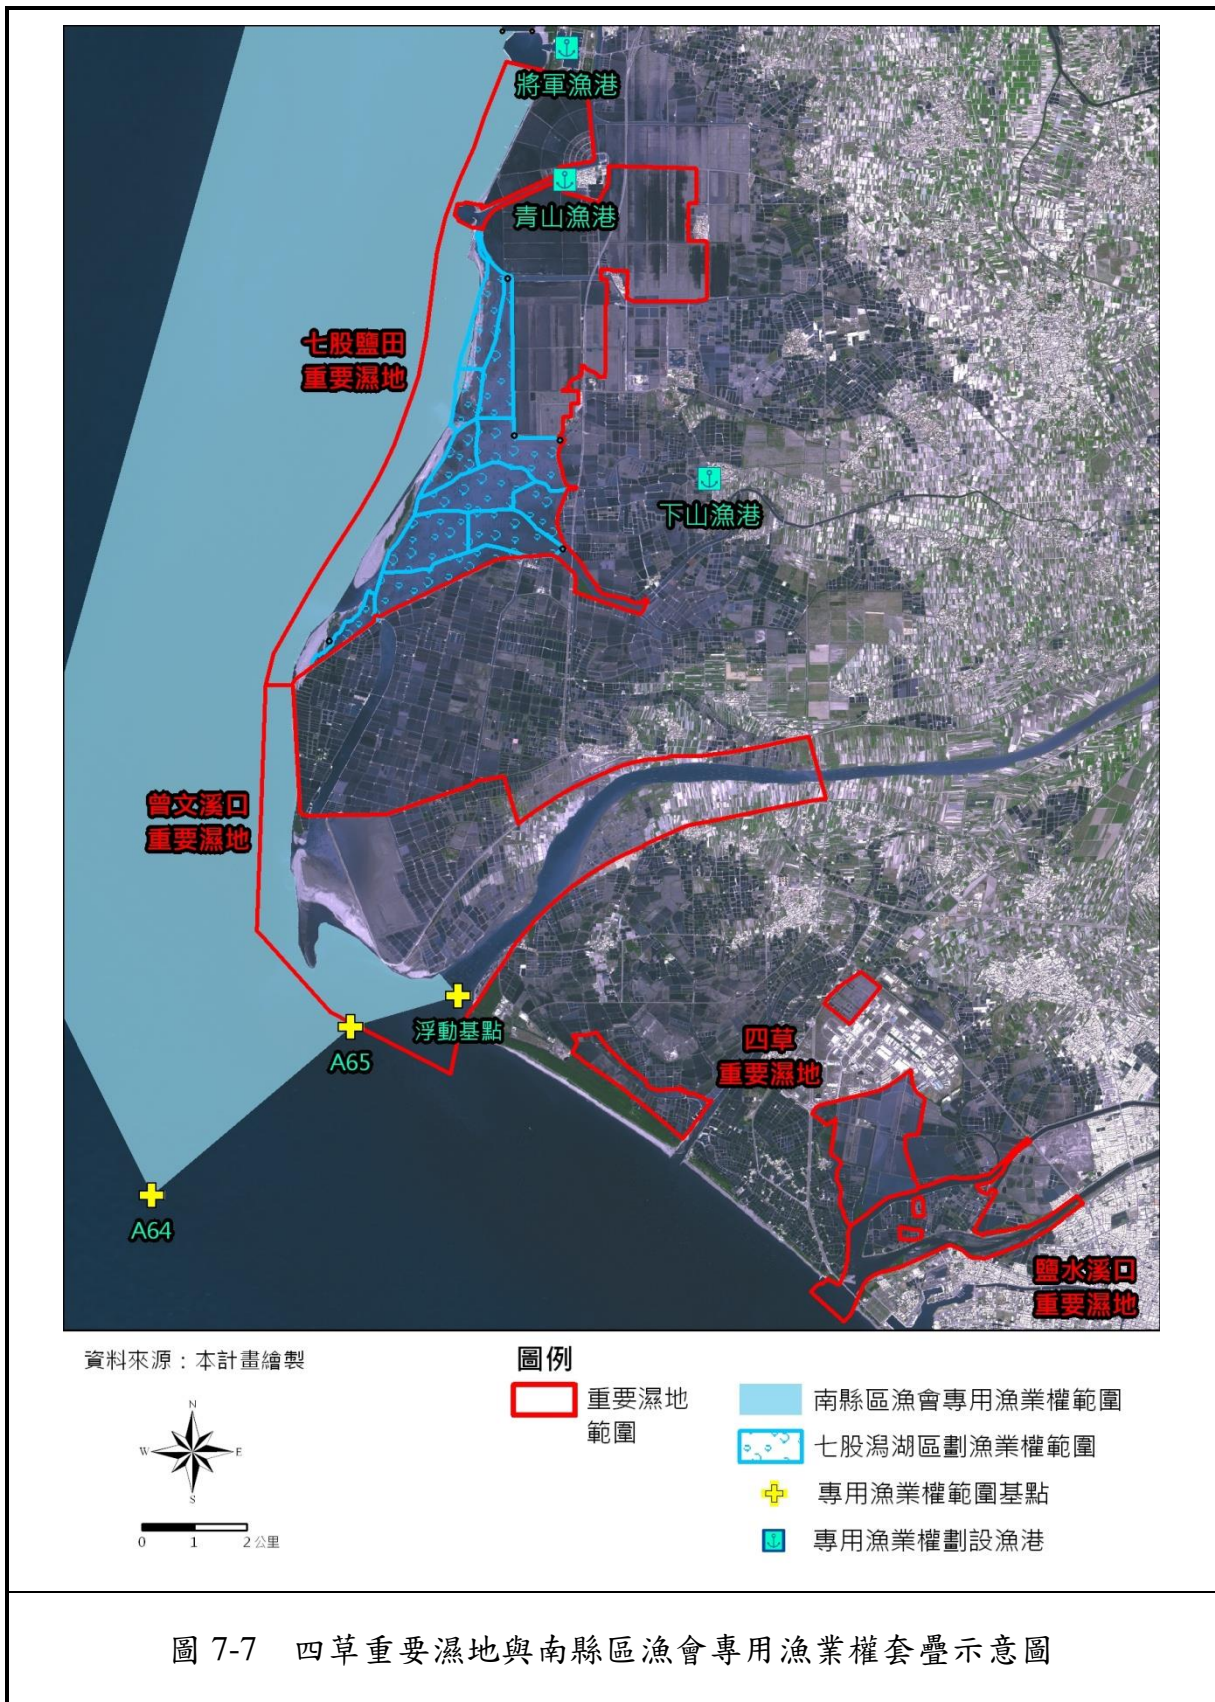 將軍漁港
青山漁港
七股鹽田
重要濕地
下山漁港
曾文溪口
重要濕地
浮動基點
A65
四草
重要濕地
A64
鹽水溪口
重要濕地
資料來源：本計畫繪製
N
W
E
S
0 1 2 公里
圖例
重要濕地
範圍
南縣區漁會專用漁業權範圍
七股潟湖區劃漁業權範圍
專用漁業權範圍基點
專用漁業權劃設漁港
圖 7-7 四草重要濕地與南縣區漁會專用漁業權套疊示意圖